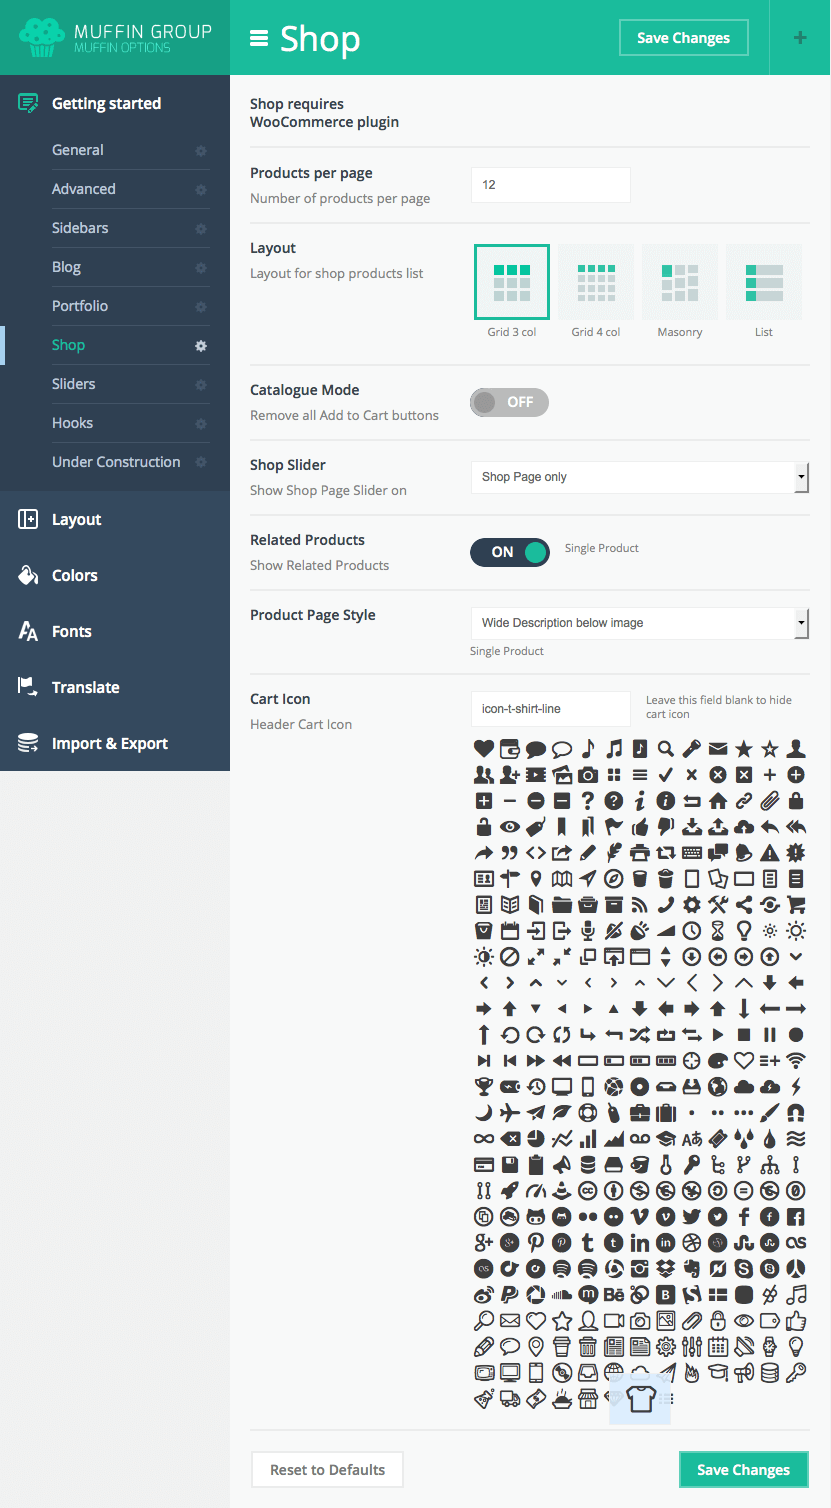 MUFFIN GROUP
MUFFIN OPTIONS
Shop
Save Changes
Getting started
General
Advanced
Sidebars
Blog
Portfolio
Shop
Sliders
Hooks
Under Construction
Layout
Colors
Fonts
Translate
Import & Export
Shop requires
WooCommerce plugin
Products per page
Number of products per page
12
Layout
Layout for shop products list
Grid 3 col
Grid 4 col
Masonry
List
Catalogue Mode
Remove all Add to Cart buttons
OFF
Shop Slider
Show Shop Page Slider on
Shop Page only
Related Products
Show Related Products
ON
Single Product
Product Page Style
Wide Description below image
Single Product
Cart Icon
Header Cart Icon
icon-t-shirt-line
Leave this field blank to hide
cart icon
Reset to Defaults
Save Changes